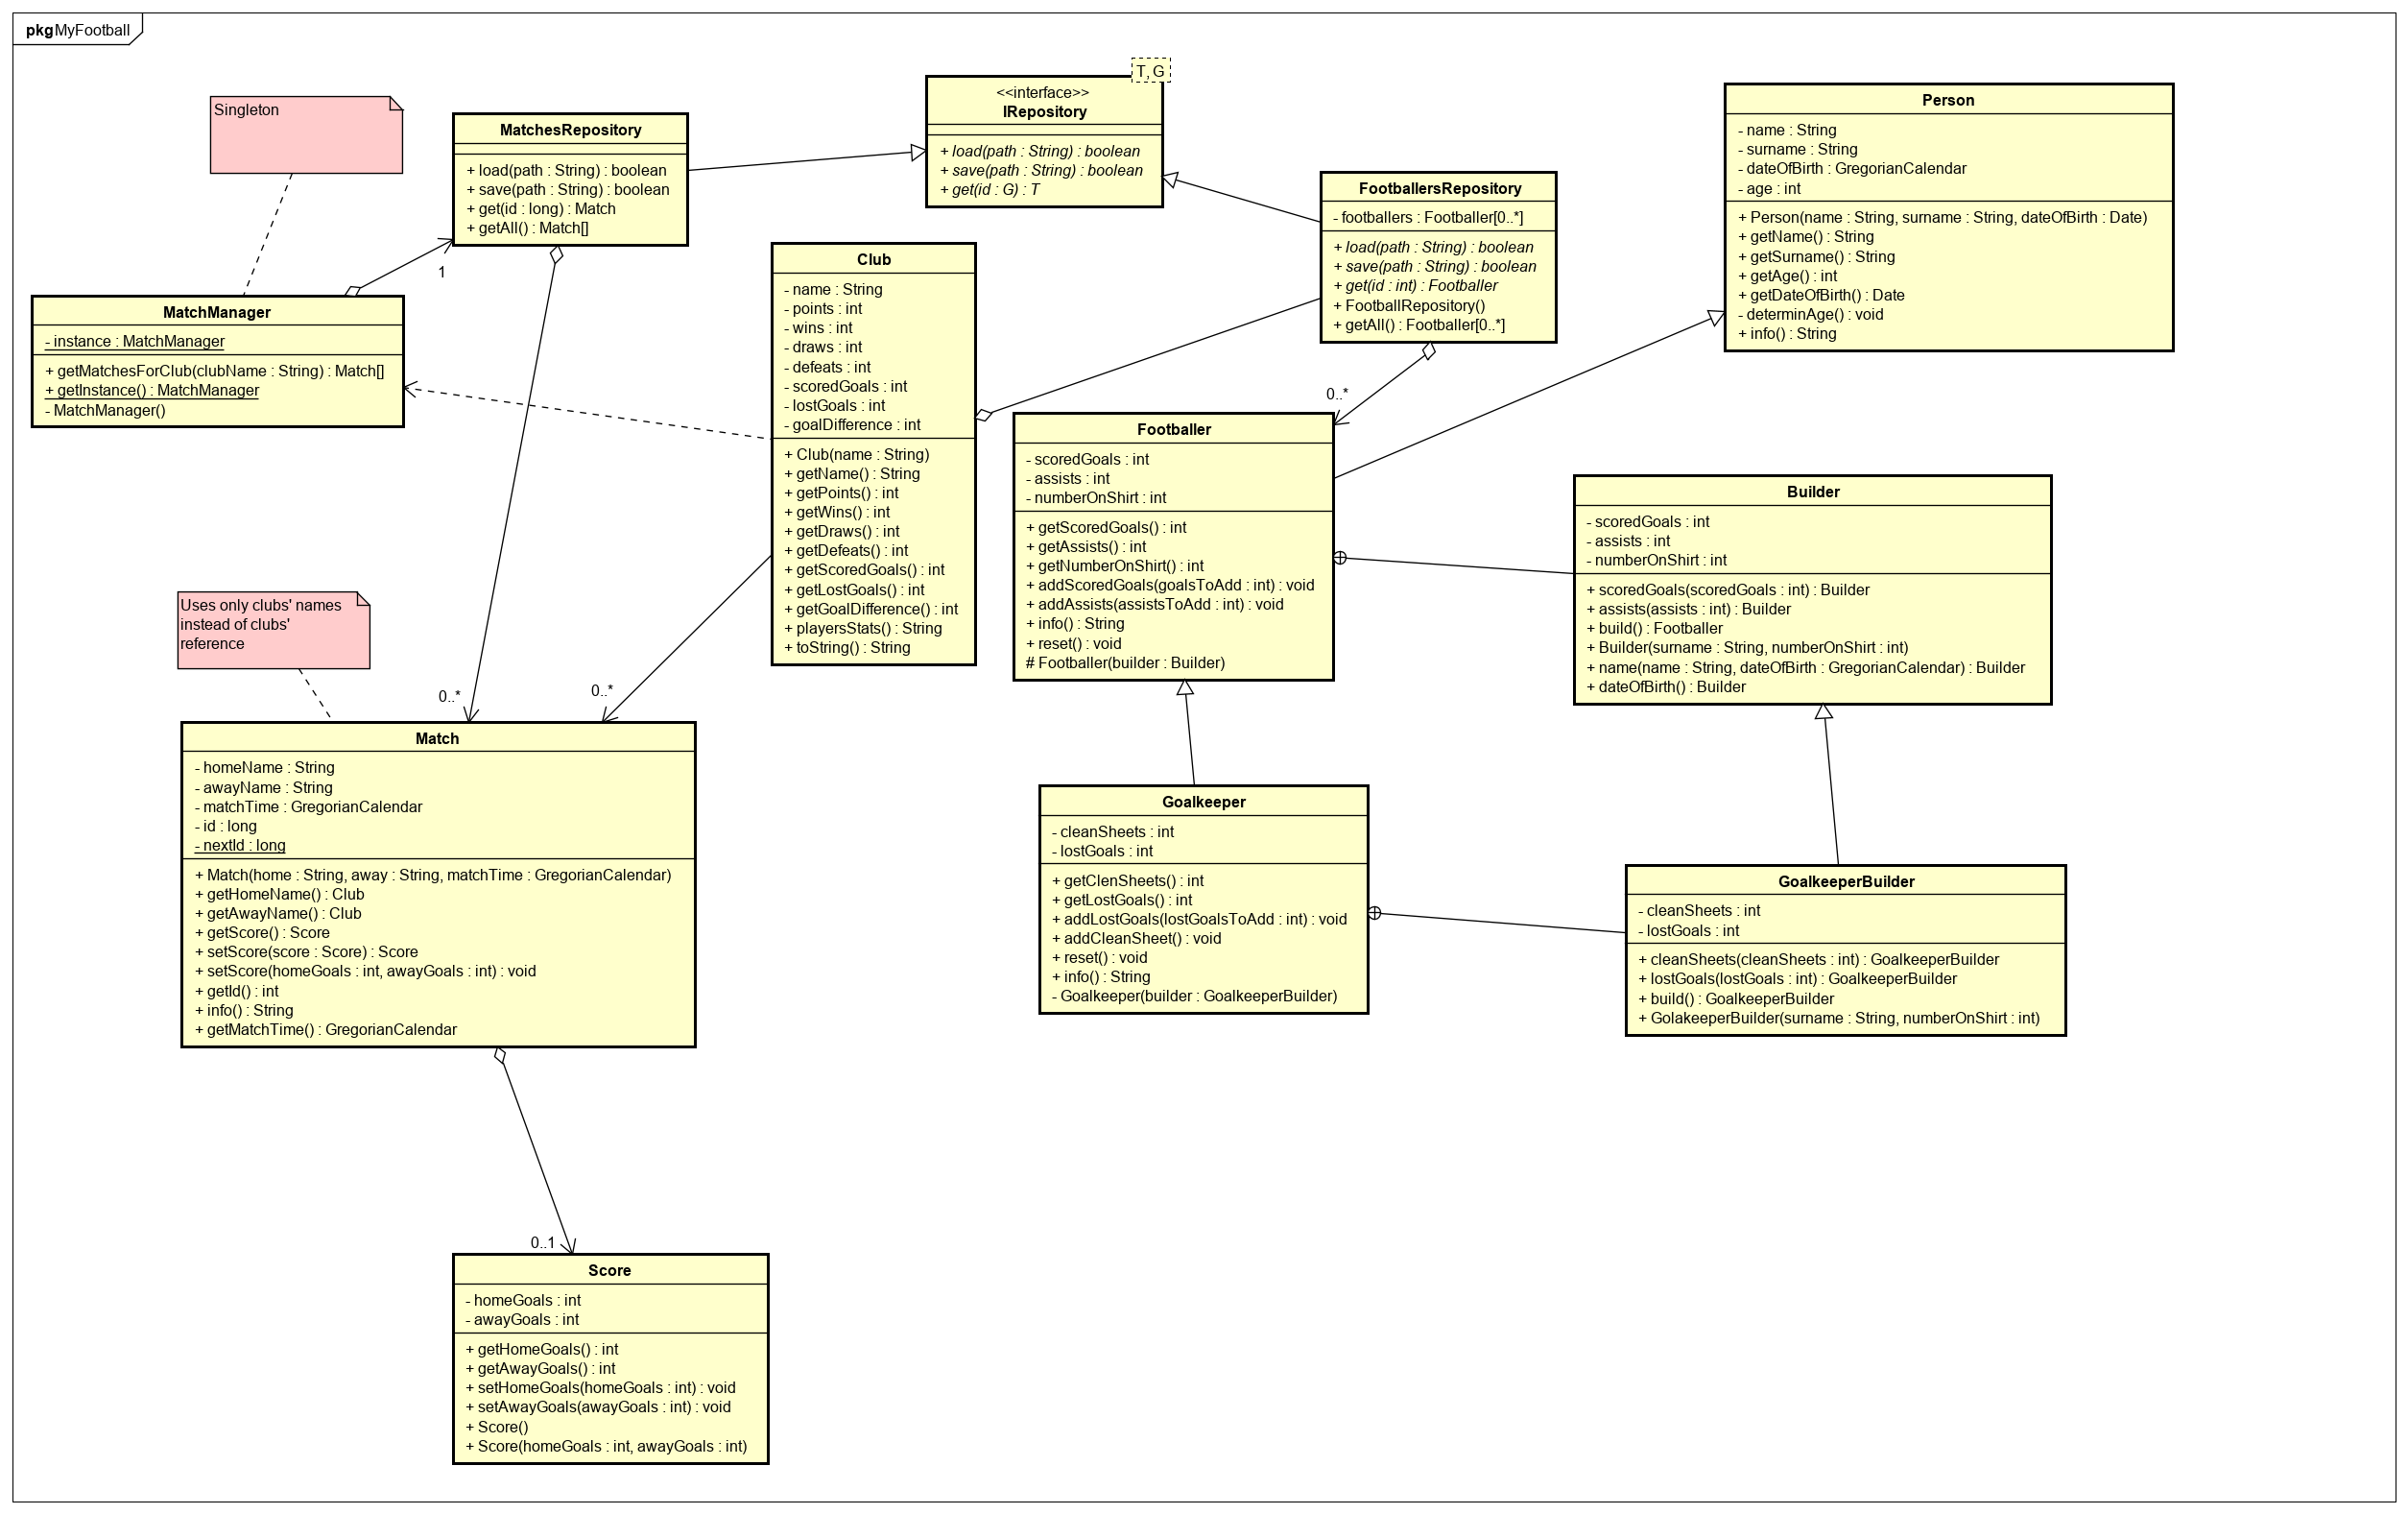 pkg MyFootball
Singleton
MatchesRepository
+ load(path : String) : boolean
+ save(path : String) : boolean
+ get(id : long) : Match
+ getAll() : Match[]
T, G
<<interface>>
IRepository
+ load(path : String) : boolean
+ save(path : String) : boolean
+ get(id : G) : T
FootballersRepository
- footballers : Footballer[0..*]
+ load(path : String) : boolean
+ save(path : String) : boolean
+ get(id : int) : Footballer
+ FootballRepository()
+ getAll() : Footballer[0..*]
Person
- name : String
- surname : String
- dateOfBirth : GregorianCalendar
- age : int
+ Person(name : String, surname : String, dateOfBirth : Date)
+ getName() : String
+ getSurname() : String
+ getAge() : int
+ getDateOfBirth() : Date
- determinAge() : void
+ info() : String
1
MatchManager
- instance : MatchManager
+ getMatchesForClub(clubName : String) : Match[]
+ getInstance() : MatchManager
- MatchManager()
Club
- name : String
- points : int
- wins : int
- draws : int
- defeats : int
- scoredGoals : int
- lostGoals : int
- goalDifference : int
+ Club(name : String)
+ getName() : String
+ getPoints() : int
+ getWins() : int
+ getDraws() : int
+ getDefeats() : int
+ getScoredGoals() : int
+ getLostGoals() : int
+ getGoalDifference() : int
+ playersStats() : String
+ toString() : String
0..*
Footballer
- scoredGoals : int
- assists : int
- numberOnShirt : int
+ getScoredGoals() : int
+ getAssists() : int
+ getNumberOnShirt() : int
+ addScoredGoals(goalsToAdd : int) : void
+ addAssists(assistsToAdd : int) : void
+ info() : String
+ reset() : void
# Footballer(builder : Builder)
Builder
- scoredGoals : int
- assists : int
- numberOnShirt : int
+ scoredGoals(scoredGoals : int) : Builder
+ assists(assists : int) : Builder
+ build() : Footballer
+ Builder(surname : String, numberOnShirt : int)
+ name(name : String, dateOfBirth : GregorianCalendar) : Builder
+ dateOfBirth() : Builder
Uses only clubs' names
instead of clubs'
reference
0..*
0..*
Match
- homeName : String
- awayName : String
- matchTime : GregorianCalendar
- id : long
- nextId : long
+ Match(home : String, away : String, matchTime : GregorianCalendar)
+ getHomeName() : Club
+ getAwayName() : Club
+ getScore() : Score
+ setScore(score : Score) : Score
+ setScore(homeGoals : int, awayGoals : int) : void
+ getId() : int
+ info() : String
+ getMatchTime() : GregorianCalendar
Goalkeeper
- cleanSheets : int
- lostGoals : int
+ getClenSheets() : int
+ getLostGoals() : int
+ addLostGoals(lostGoalsToAdd : int) : void
+ addCleanSheet() : void
+ reset() : void
+ info() : String
- Goalkeeper(builder : GoalkeeperBuilder)
GoalkeeperBuilder
- cleanSheets : int
- lostGoals : int
+ cleanSheets(cleanSheets : int) : GoalkeeperBuilder
+ lostGoals(lostGoals : int) : GoalkeeperBuilder
+ build() : GoalkeeperBuilder
+ GolakeeperBuilder(surname : String, numberOnShirt : int)
0..1
Score
- homeGoals : int
- awayGoals : int
+ getHomeGoals() : int
+ getAwayGoals() : int
+ setHomeGoals(homeGoals : int) : void
+ setAwayGoals(awayGoals : int) : void
+ Score()
+ Score(homeGoals : int, awayGoals : int)